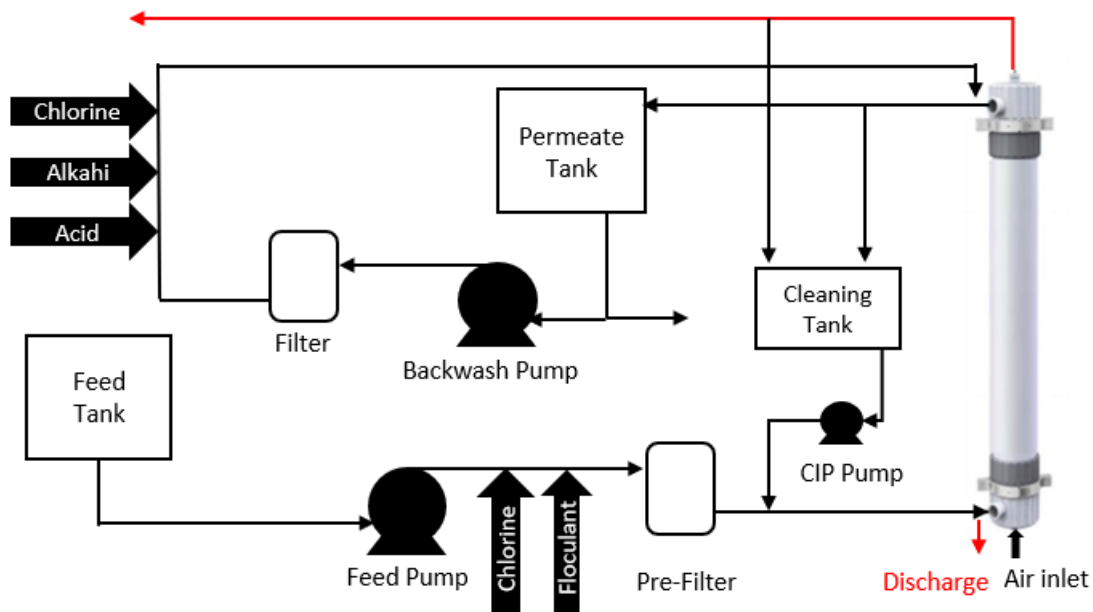 Chlorine
Alkahi
Acid
Permeate
Tank
Filter
Backwash Pump
Cleaning
Tank
Feed
Tank
CIP Pump
Feed Pump
Chlorine
Floculant
Pre-Filter
Discharge
Air inlet